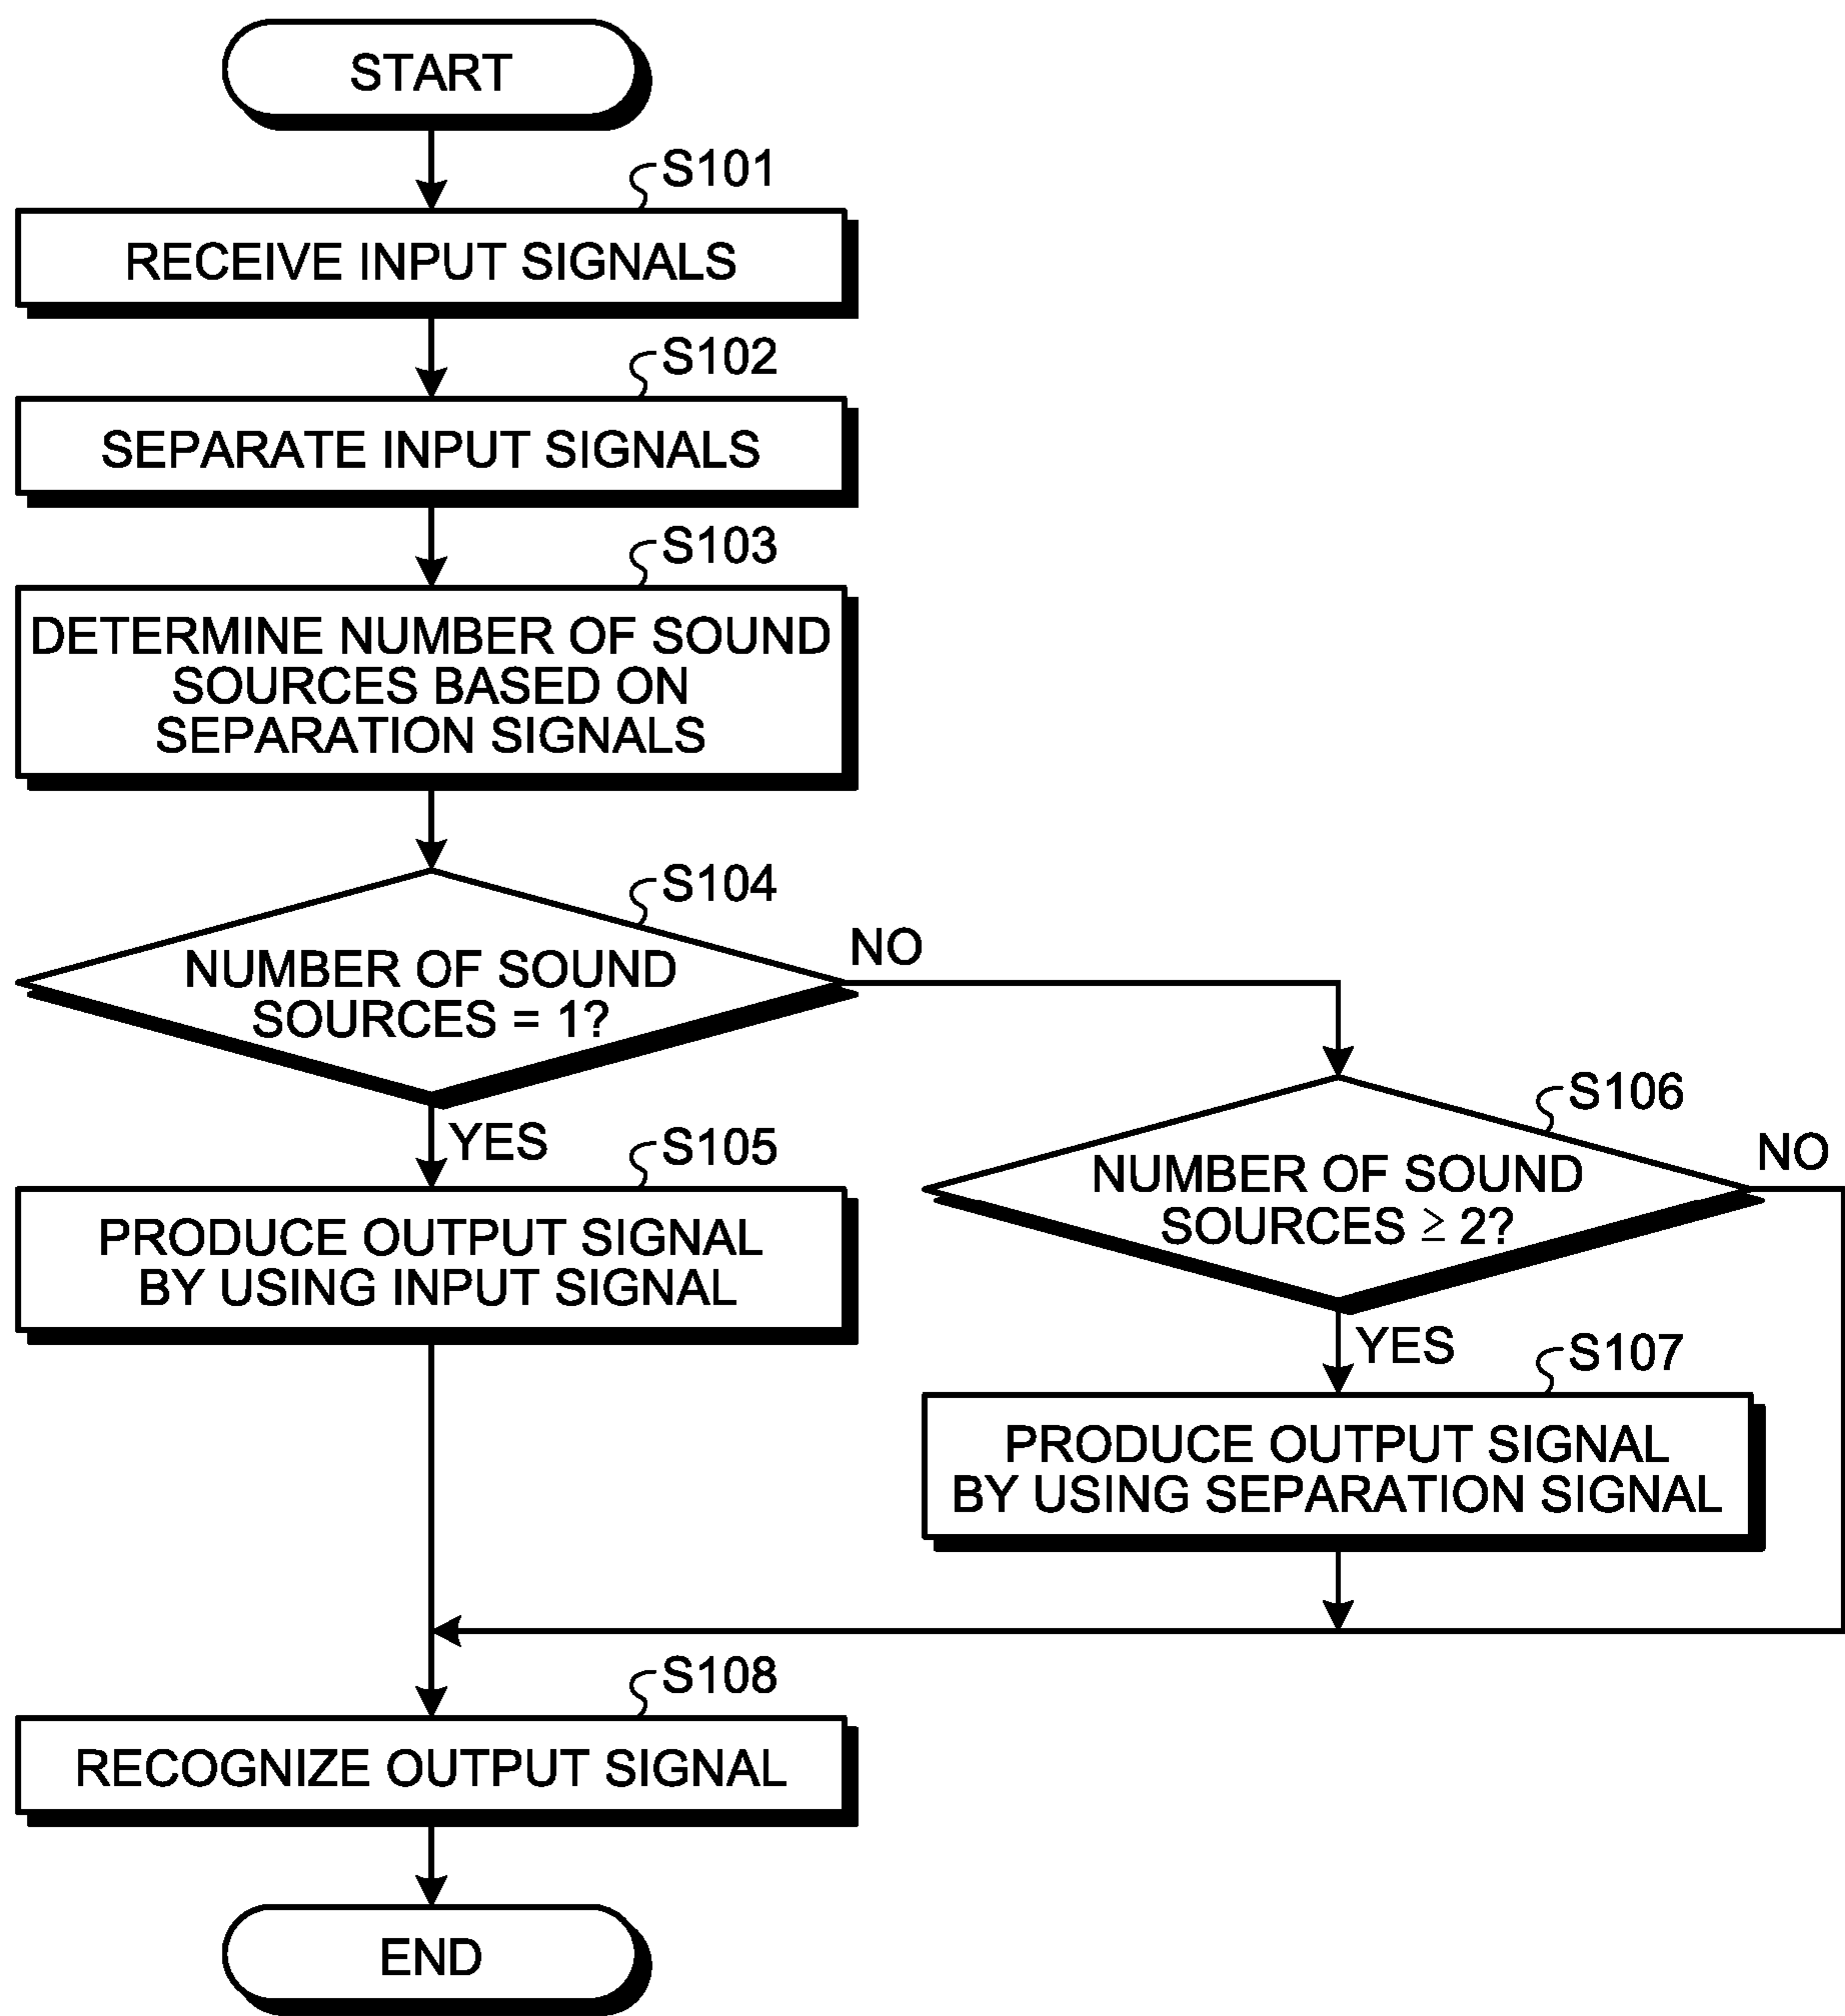 START
S101
RECEIVE INPUT SIGNALS
S102
SEPARATE INPUT SIGNALS
S103
DETERMINE NUMBER OF SOUND
SOURCES BASED ON
SEPARATION SIGNALS
S104
NUMBER OF SOUND
SOURCES = 1?
NO
YES
S105
PRODUCE OUTPUT SIGNAL
BY USING INPUT SIGNAL
S106
NUMBER OF SOUND
SOURCES ≥ 2?
NO
YES
S107
PRODUCE OUTPUT SIGNAL
BY USING SEPARATION SIGNAL
S108
RECOGNIZE OUTPUT SIGNAL
END